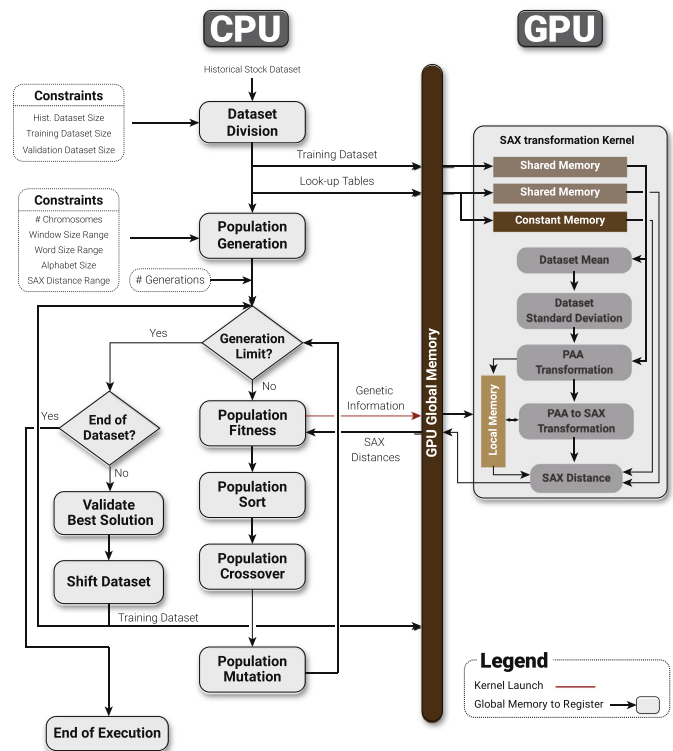 CPU
GPU
Historical Stock Dataset
Constraints
Hist. Dataset Size
Training Dataset Size
Validation Dataset Size
Dataset
Division
Training Dataset
Look-up Tables
Constraints
# Chromosomes
Window Size Range
Word Size Range
Alphabet Size
SAX Distance Range
Population
Generation
# Generations
Generation
Limit?
Yes
No
End of
Dataset?
Yes
No
Validate
Best Solution
Shift Dataset
Training Dataset
End of Execution
Population
Fitness
Population
Sort
Population
Crossover
Population
Mutation
Genetic
Information
SAX
Distances
GPU Global Memory
SAX transformation Kernel
Shared Memory
Shared Memory
Constant Memory
Dataset Mean
Dataset
Standard Deviation
PAA
Transformation
Local Memory
PAA to SAX
Transformation
SAX Distance
Legend
Kernel Launch
Global Memory to Register